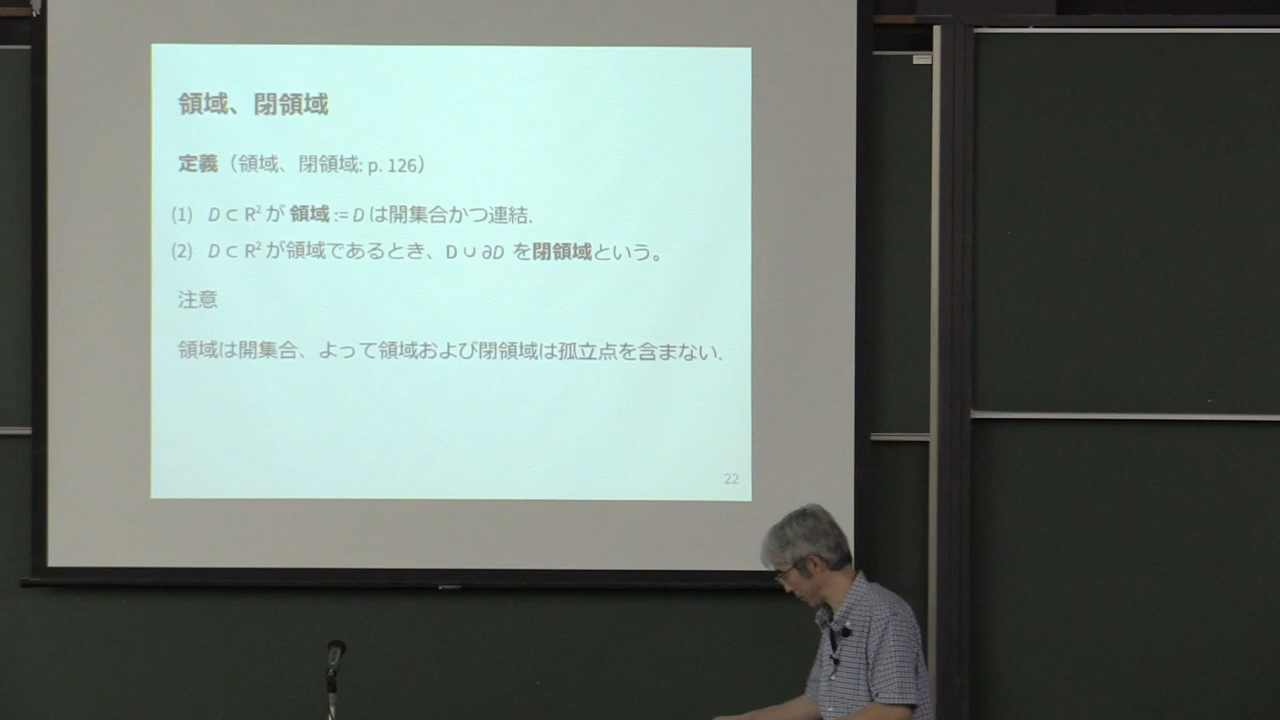 領域、閉領域
定義（領域、閉領域: p. 126）
(1) D ⊂ R² が 領域 := D は開集合かつ連結.
(2) D ⊂ R² が領域であるとき、D ∪ ∂D を閉領域という。
注意
領域は開集合、よって領域および閉領域は孤立点を含まない.
22